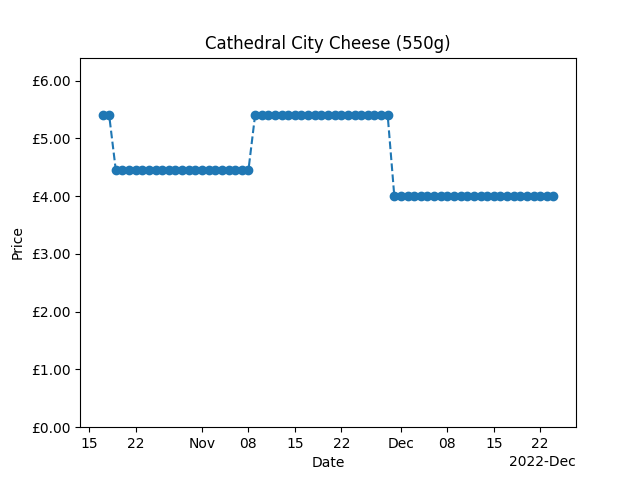 Cathedral City Cheese (550g)
£6.00
£5.00
£4.00
£3.00
£2.00
£1.00
£0.00
Price
15 22 Nov 08 15 22 Dec 08 15 22
Date
2022-Dec